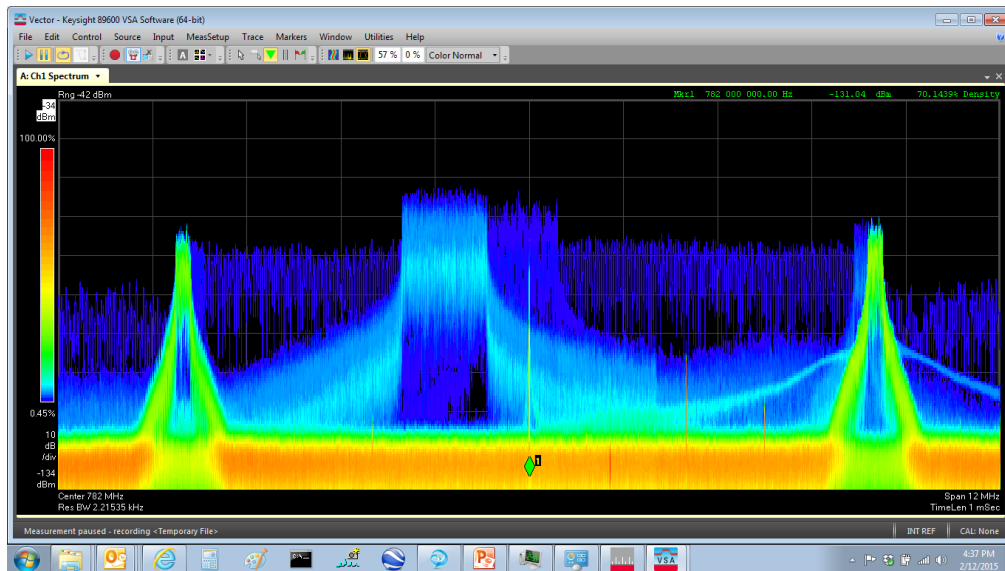 Vector - Keysight 89600 VSA Software (64-bit)
File Edit Control Source Input MeasSetup Trace Markers Window Utilities Help
A 57 % 0 % Color Normal
A: Ch1 Spectrum
Rng -42 dBm Mkr1 782 000 000.00 Hz -131.04 dBm 70.1439% Density
-34
dBm
100.00%
0.45%
10
dB
/div
1
-134
dBm
Center 782 MHz Span 12 MHz
Res BW 2.21535 kHz TimeLen 1 mSec
Measurement paused - recording <Temporary File> INT REF CAL: None
VSA
4:37 PM
2/12/2015